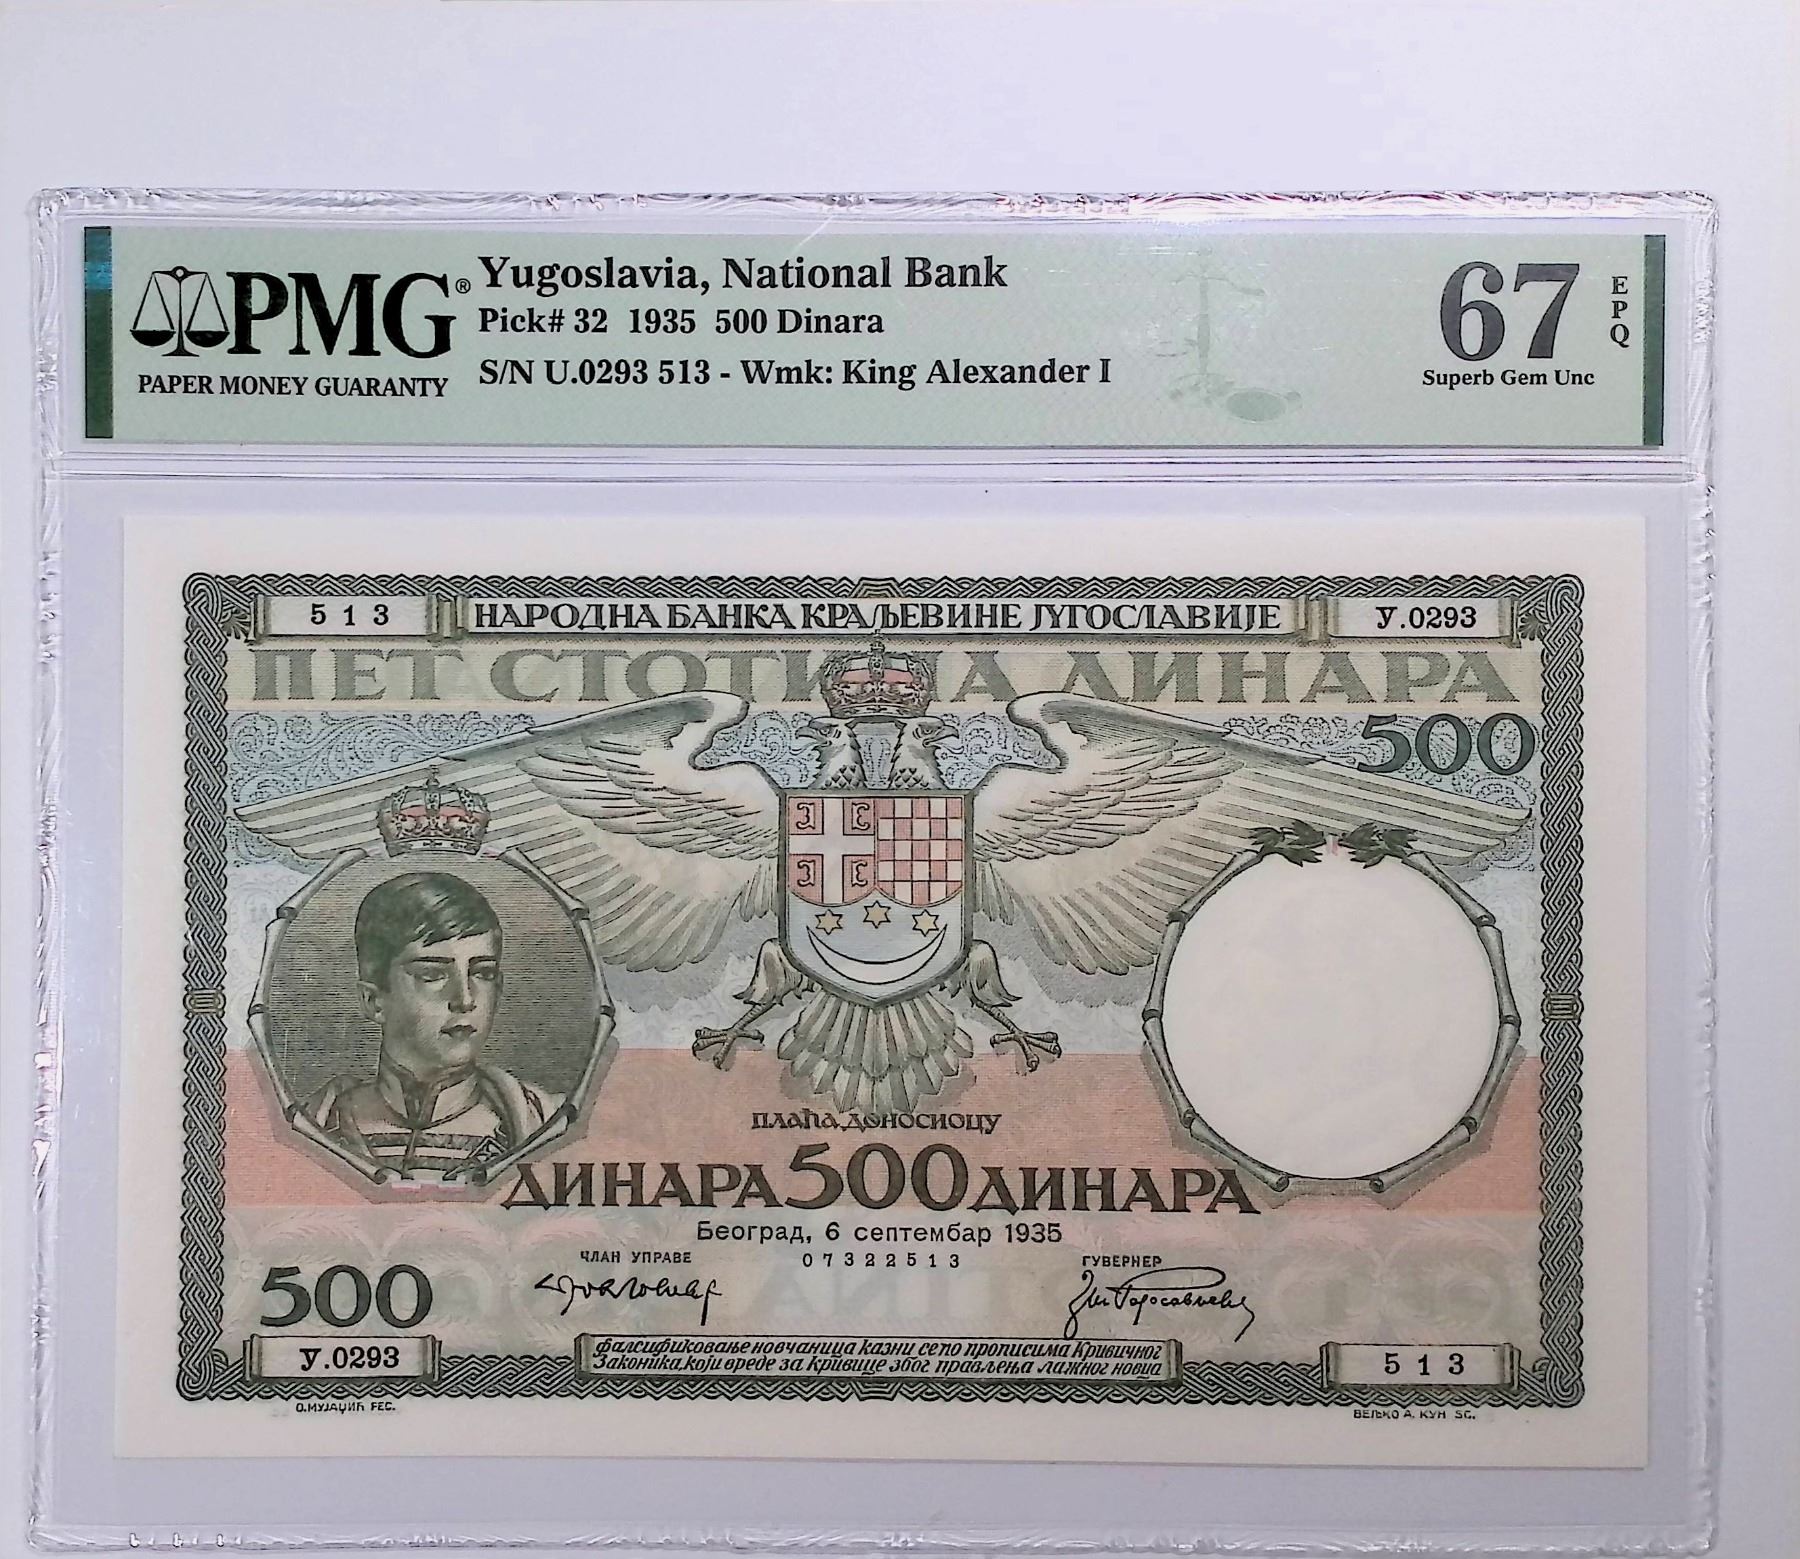 PMG®
PAPER MONEY GUARANTY
Yugoslavia, National Bank
Pick# 32 1935 500 Dinara
S/N U.0293 513 - Wmk: King Alexander I
67
EPQ
Superb Gem Unc
513
НАРОДНА БАНКА КРАЉЕВИНЕ ЈУГОСЛАВИЈЕ
У.0293
ПЕТ СТОТИНА ДИНАРА
500
плаћа доносиоцу
ДИНАРА 500 ДИНАРА
Београд, 6 септембар 1935
ЧЛАН УПРАВЕ
07322513
ГУВЕРНЕР
500
У.0293
Фалсификовање новчаница казни се по прописима Кривичног
Законика, који вреде за кривице због прављења лажног новца
513
О.МУЈАЏИЋ FEC.
ВЕЉКО А. КУН SC.